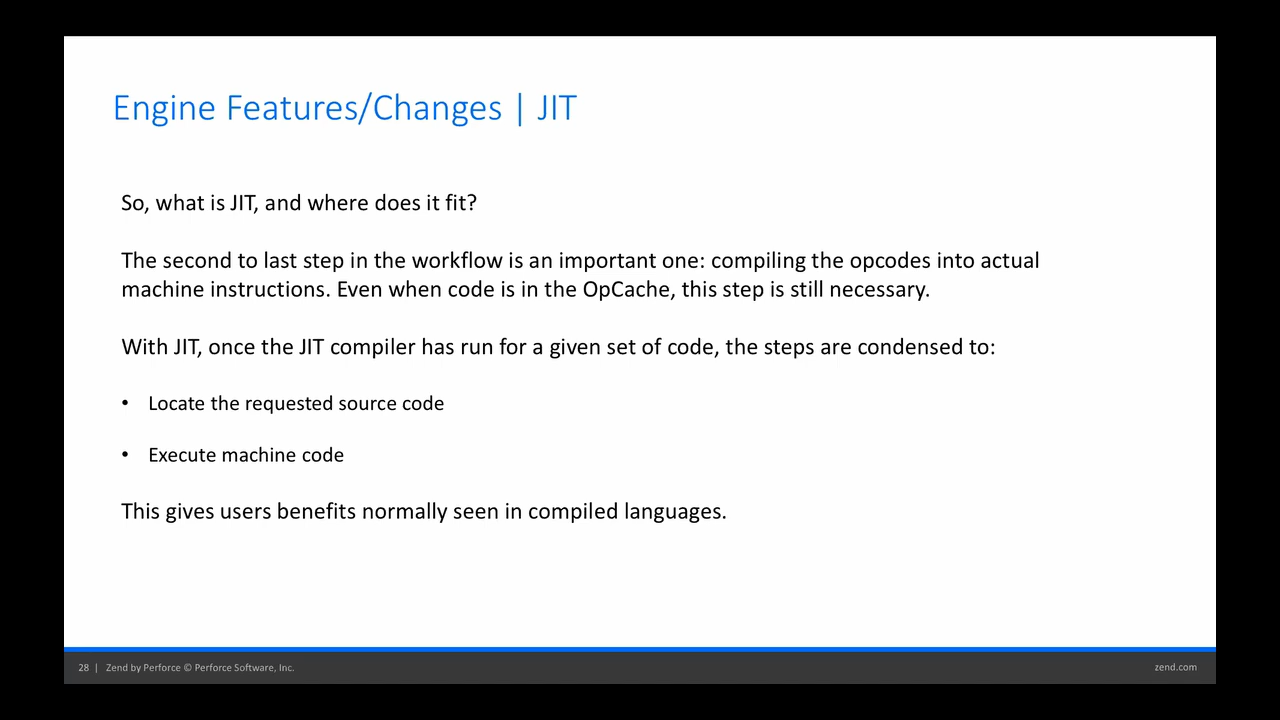 Engine Features/Changes | JIT
So, what is JIT, and where does it fit?
The second to last step in the workflow is an important one: compiling the opcodes into actual
machine instructions. Even when code is in the OpCache, this step is still necessary.
With JIT, once the JIT compiler has run for a given set of code, the steps are condensed to:
• Locate the requested source code
• Execute machine code
This gives users benefits normally seen in compiled languages.
28 | Zend by Perforce © Perforce Software, Inc.
zend.com